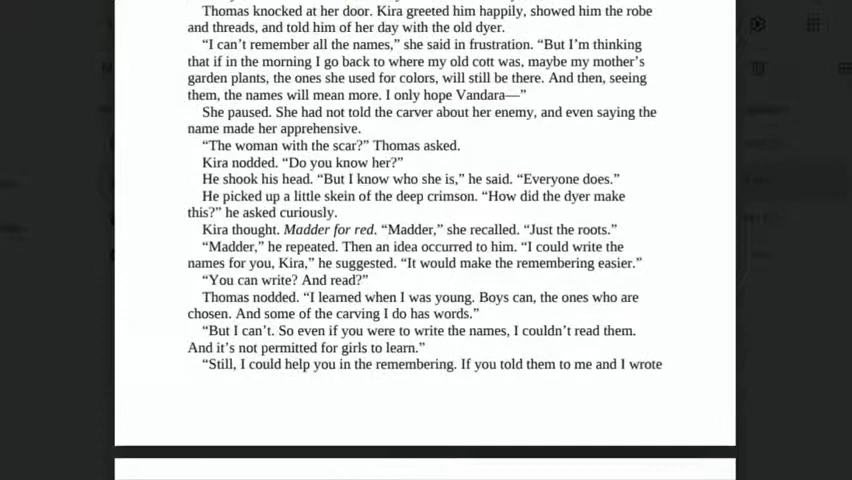 Thomas knocked at her door. Kira greeted him happily, showed him the robe
and threads, and told him of her day with the old dyer.
“I can’t remember all the names,” she said in frustration. “But I’m thinking
that if in the morning I go back to where my old cott was, maybe my mother’s
garden plants, the ones she used for colors, will still be there. And then, seeing
them, the names will mean more. I only hope Vandara—”
She paused. She had not told the carver about her enemy, and even saying the
name made her apprehensive.
“The woman with the scar?” Thomas asked.
Kira nodded. “Do you know her?”
He shook his head. “But I know who she is,” he said. “Everyone does.”
He picked up a little skein of the deep crimson. “How did the dyer make
this?” he asked curiously.
Kira thought. Madder for red. “Madder,” she recalled. “Just the roots.”
“Madder,” he repeated. Then an idea occurred to him. “I could write the
names for you, Kira,” he suggested. “It would make the remembering easier.”
“You can write? And read?”
Thomas nodded. “I learned when I was young. Boys can, the ones who are
chosen. And some of the carving I do has words.”
“But I can’t. So even if you were to write the names, I couldn’t read them.
And it’s not permitted for girls to learn.”
“Still, I could help you in the remembering. If you told them to me and I wrote